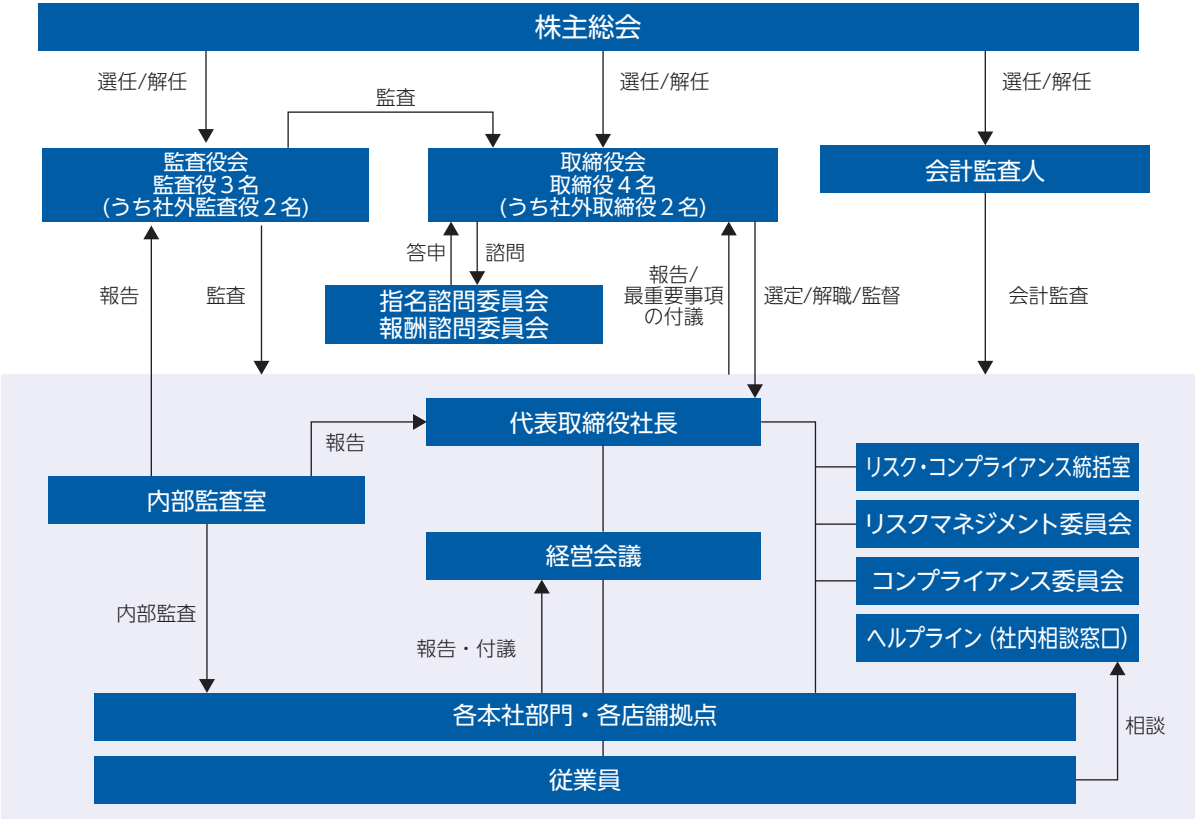 株主総会
選任/解任
選任/解任
選任/解任
監査
監査役会
監査役３名
(うち社外監査役２名)
取締役会
取締役４名
(うち社外取締役２名)
会計監査人
答申
諮問
報告
監査
指名諮問委員会
報酬諮問委員会
報告/
最重要事項
の付議
選定/解職/監督
会計監査
代表取締役社長
報告
リスク・コンプライアンス統括室
内部監査室
リスクマネジメント委員会
経営会議
コンプライアンス委員会
内部監査
報告・付議
ヘルプライン (社内相談窓口)
各本社部門・各店舗拠点
相談
従業員